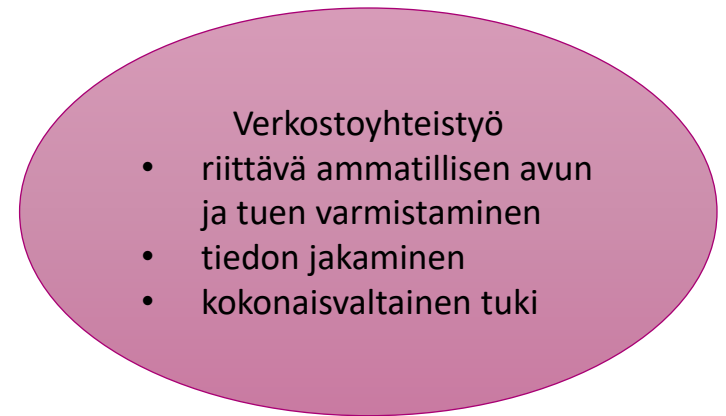 Verkostoyhteistyö
• riittävä ammatillisen avun
ja tuen varmistaminen
• tiedon jakaminen
• kokonaisvaltainen tuki